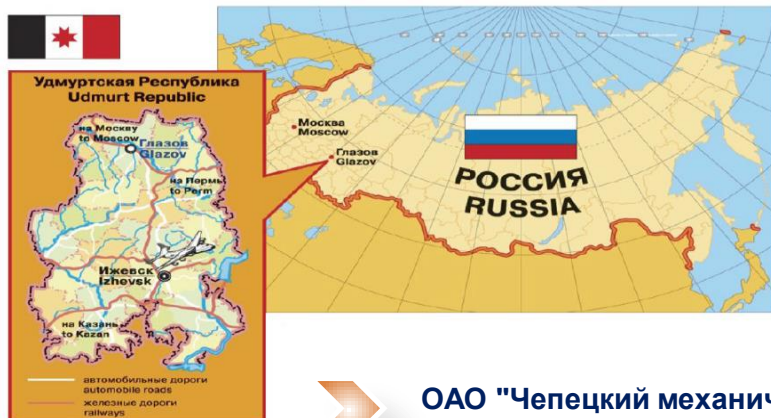 Удмуртская Республика
Udmurt Republic
на Москву
to Moscow
Глазов
Glazov
на Пермь
to Perm
Ижевск
Izhevsk
на Казань
to Kazan
автомобильные дороги
automobile roads
железные дороги
railways
Москва
Moscow
Глазов
Glazov
РОССИЯ
RUSSIA
ОАО "Чепецкий механич